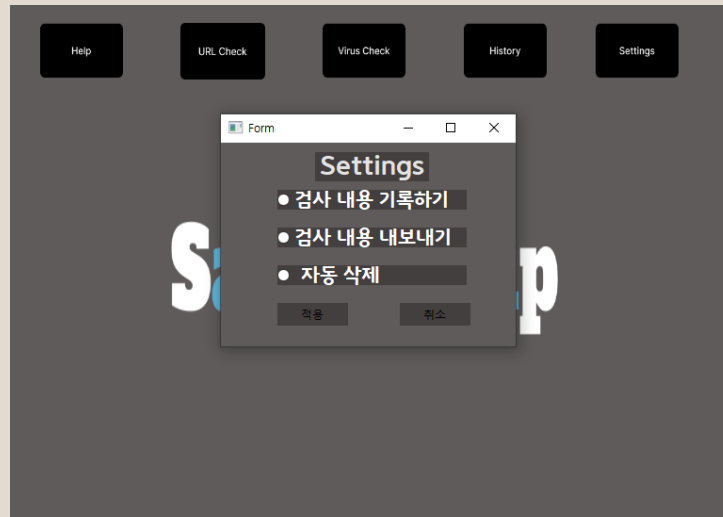 Help
URL Check
Virus Check
History
Settings
Form
Settings
검사 내용 기록하기
검사 내용 내보내기
자동 삭제
적용
취소